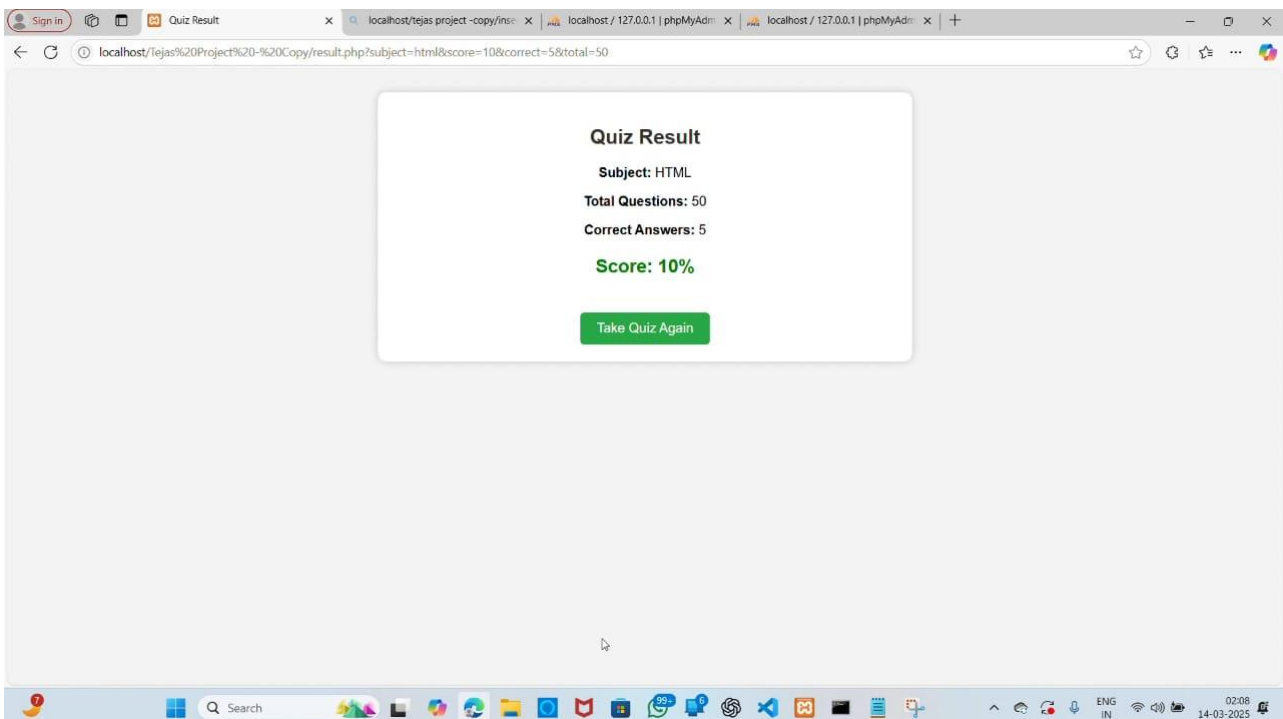 Sign in
Quiz Result
localhost/tejas project -copy/inse
localhost / 127.0.0.1 | phpMyAdm
localhost / 127.0.0.1 | phpMyAdm
localhost/Tejas%20Project%20-%20Copy/result.php?subject=html&score=10&correct=5&total=50
Quiz Result
Subject: HTML
Total Questions: 50
Correct Answers: 5
Score: 10%
Take Quiz Again
7
Search
99+
6
ENG
IN
02:08
14-03-2025